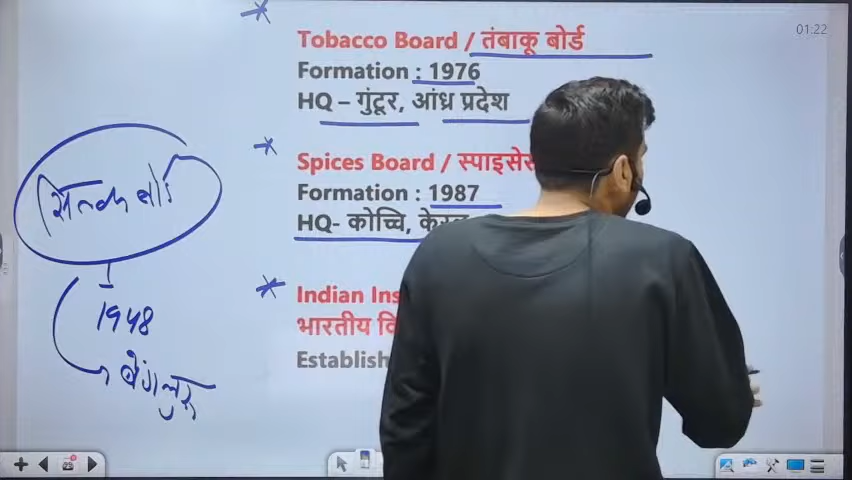 01:22
Tobacco Board / तंबाकू बोर्ड
Formation : 1976
HQ – गुंटूर, आंध्र प्रदेश
Spices Board / स्पाइसेस
Formation : 1987
HQ- कोच्चि, केरल
Indian Ins
भारतीय वि
Establish
सिल्क बोर्ड
1948
बेंगलुरू